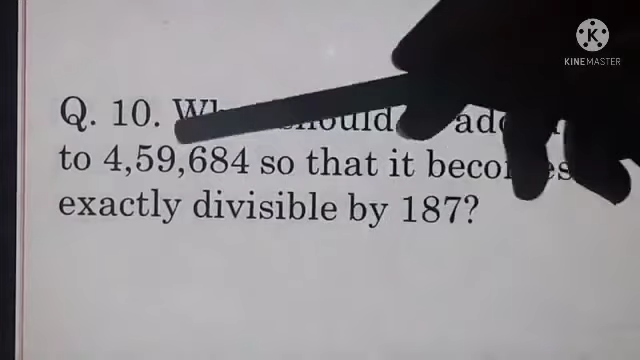 Q. 10.
to 4,59,684 so that it
exactly divisible by 187?
K
KINEMASTER